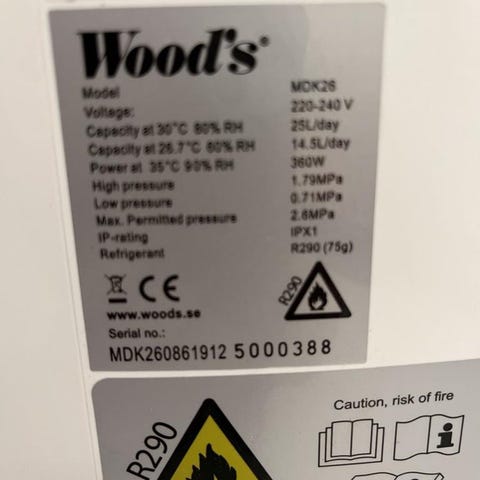 Wood's®
Model MDK26
Voltage: 220-240 V
Capacity at 30°C 80% RH 25L/day
Capacity at 26.7°C 60% RH 14.5L/day
Power at 35°C 90% RH 360W
High pressure 1.79MPa
Low pressure 0.71MPa
Max. Permitted pressure 2.6MPa
IP-rating IPX1
Refrigerant R290 (75g)
CE
R290
www.woods.se
Serial no.:
MDK260861912 5000388
Caution, risk of fire
R290